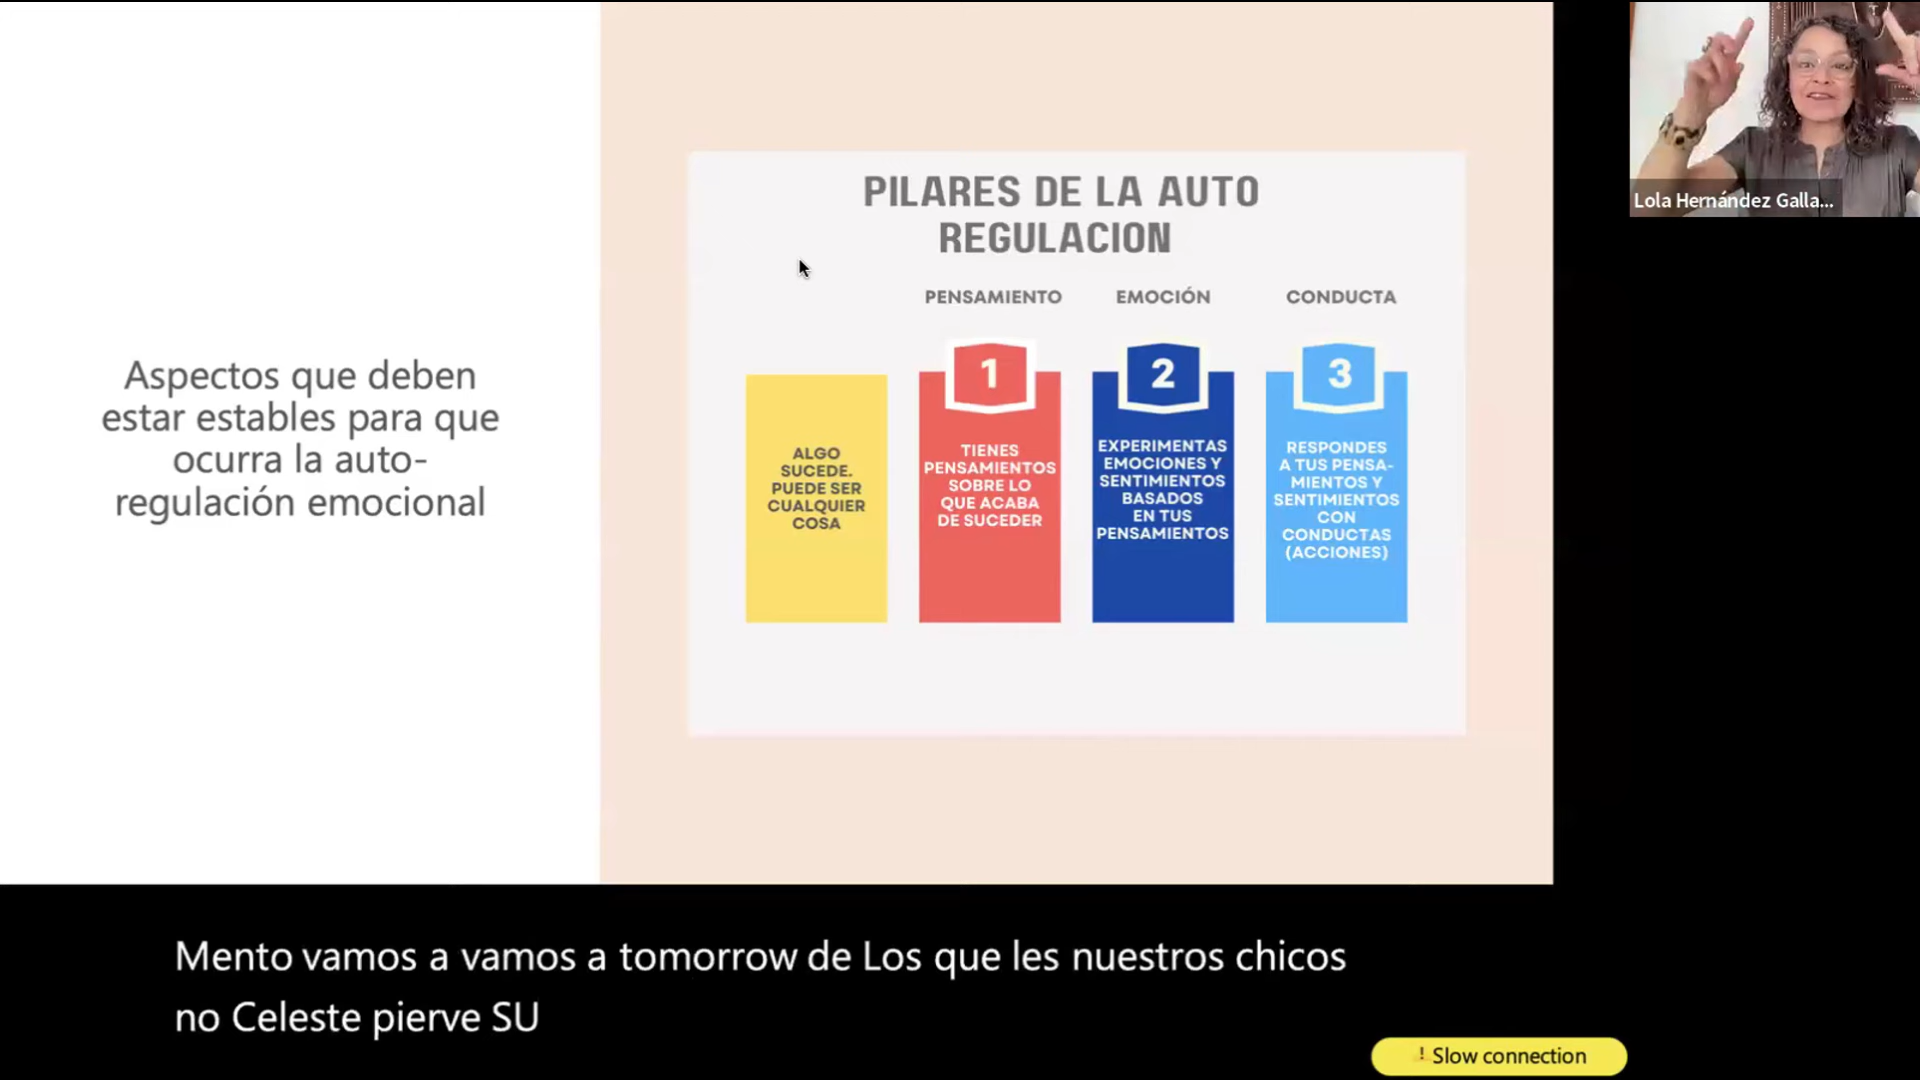 Aspectos que deben
estar estables para que
ocurra la auto-
regulación emocional
PILARES DE LA AUTO
REGULACION
PENSAMIENTO
EMOCIÓN
CONDUCTA
ALGO
SUCEDE.
PUEDE SER
CUALQUIER
COSA
1
TIENES
PENSAMIENTOS
SOBRE LO
QUE ACABA
DE SUCEDER
2
EXPERIMENTAS
EMOCIONES Y
SENTIMIENTOS
BASADOS
EN TUS
PENSAMIENTOS
3
RESPONDES
A TUS PENSA-
MIENTOS Y
SENTIMIENTOS
CON
CONDUCTAS
(ACCIONES)
Lola Hernández Galla...
Mento vamos a vamos a tomorrow de Los que les nuestros chicos
no Celeste pierve SU
! Slow connection